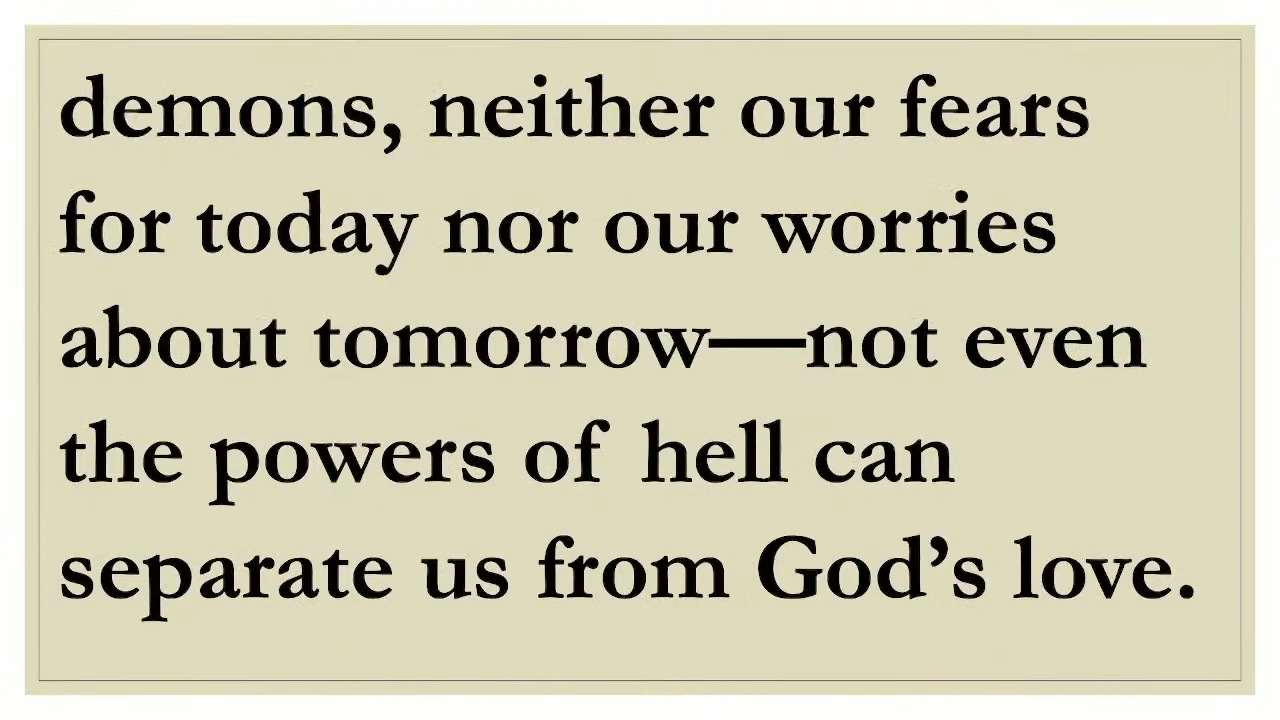 demons, neither our fears
for today nor our worries
about tomorrow—not even
the powers of hell can
separate us from God’s love.